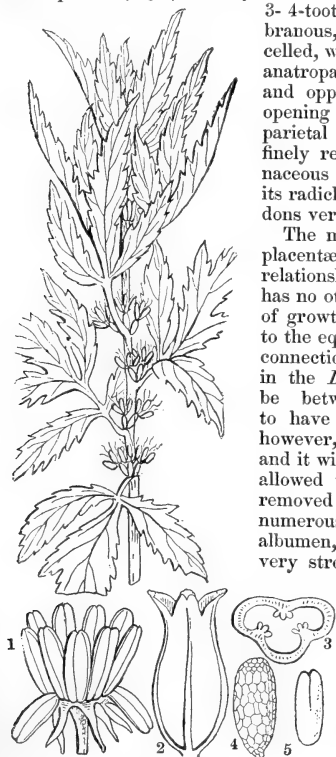 3- 4-toot
branous,
celled, w
anatropa
and opp
opening
parietal
finely re
naceous
its radicl
dons ver
The m
placentæ
relationsh
has no ot
of growt
to the eq
connectio
in the
be betw
to have
however,
and it wi
allowed
removed
numerou
albumen,
very stre
1
2
3
4
5